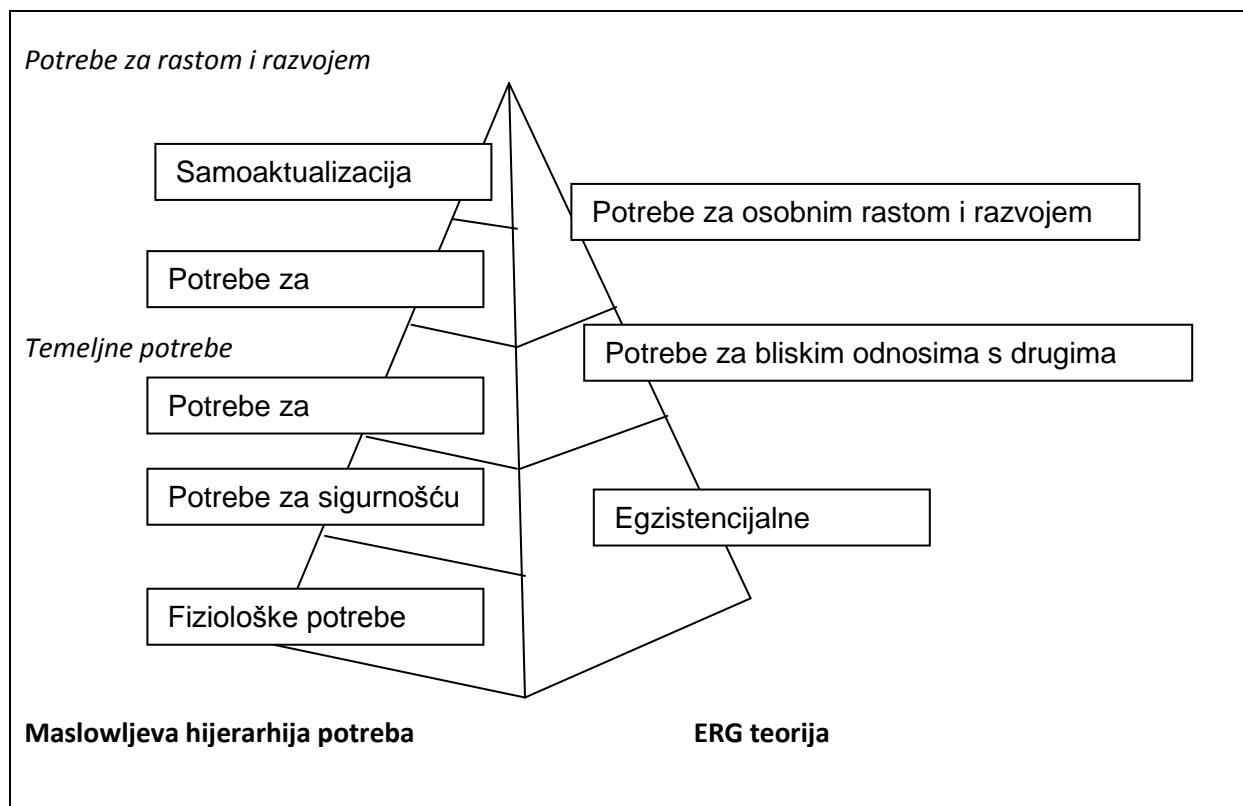 Potrebe za rastom i razvojem
Samoaktualizacija
Potrebe za osobnim rastom i razvojem
Potrebe za
Temeljne potrebe
Potrebe za bliskim odnosima s drugima
Potrebe za
Potrebe za sigurnošću
Egzistencijalne
Fiziološke potrebe
Maslowljeva hijerarhija potreba
ERG teorija